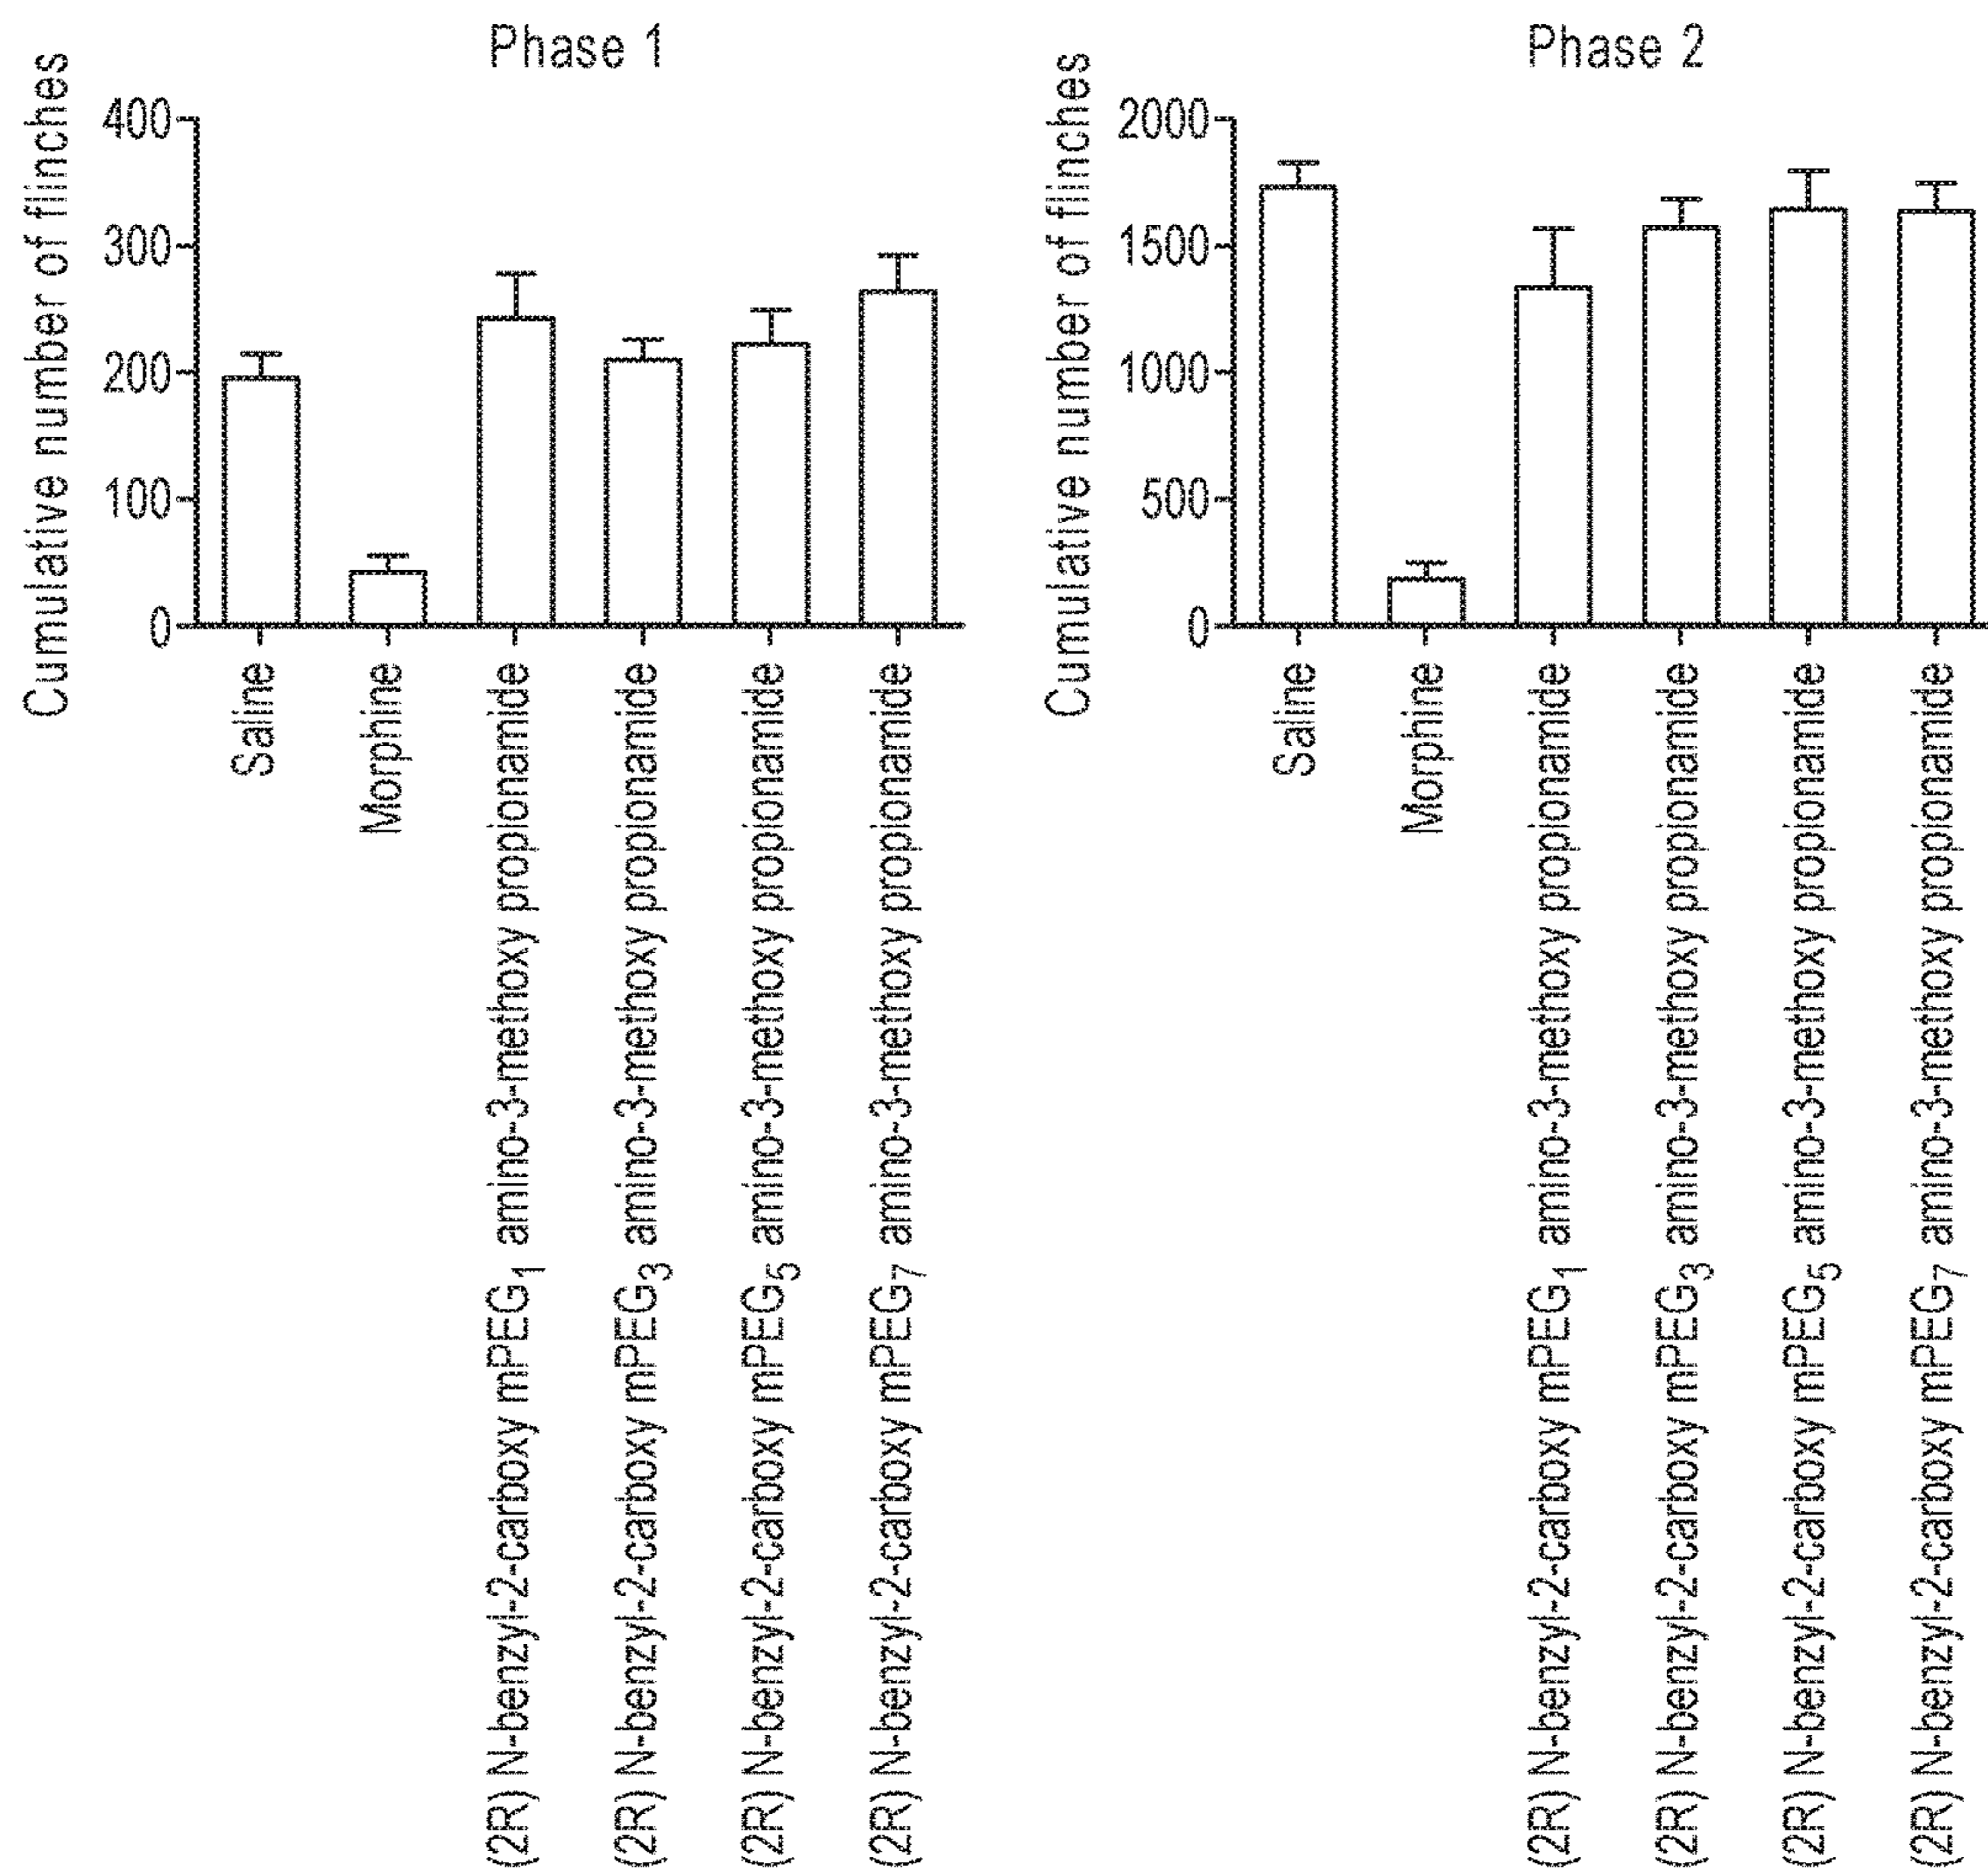 Phase 1
Cumulative number of flinches
400
300
200
100
0
Saline
Morphine
(2R) N-benzyl-2-carboxy mPEG₁ amino-3-methoxy propionamide
(2R) N-benzyl-2-carboxy mPEG₃ amino-3-methoxy propionamide
(2R) N-benzyl-2-carboxy mPEG₅ amino-3-methoxy propionamide
(2R) N-benzyl-2-carboxy mPEG₇ amino-3-methoxy propionamide
Phase 2
Cumulative number of flinches
2000
1500
1000
500
0
Saline
Morphine
(2R) N-benzyl-2-carboxy mPEG₁ amino-3-methoxy propionamide
(2R) N-benzyl-2-carboxy mPEG₃ amino-3-methoxy propionamide
(2R) N-benzyl-2-carboxy mPEG₅ amino-3-methoxy propionamide
(2R) N-benzyl-2-carboxy mPEG₇ amino-3-methoxy propionamide